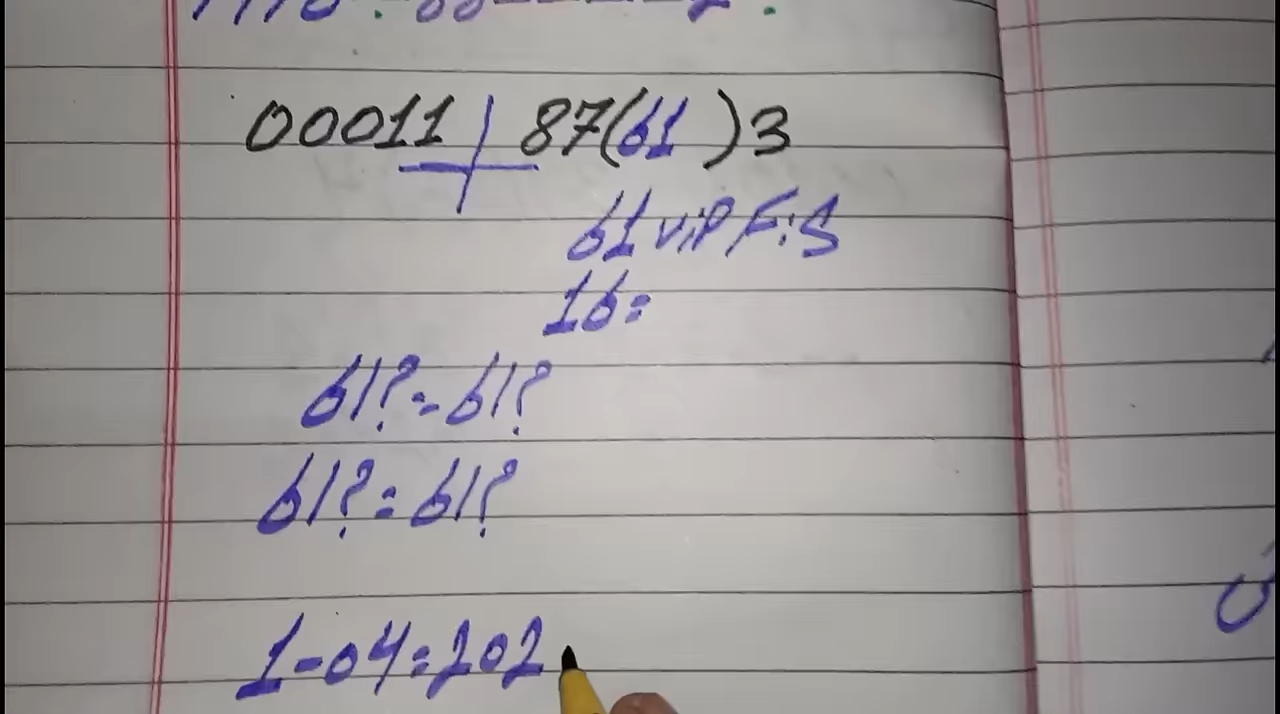 00011 | 87(61 )3
61 ViP F:S
16=
61?=61?
61?=61?
1-04=202